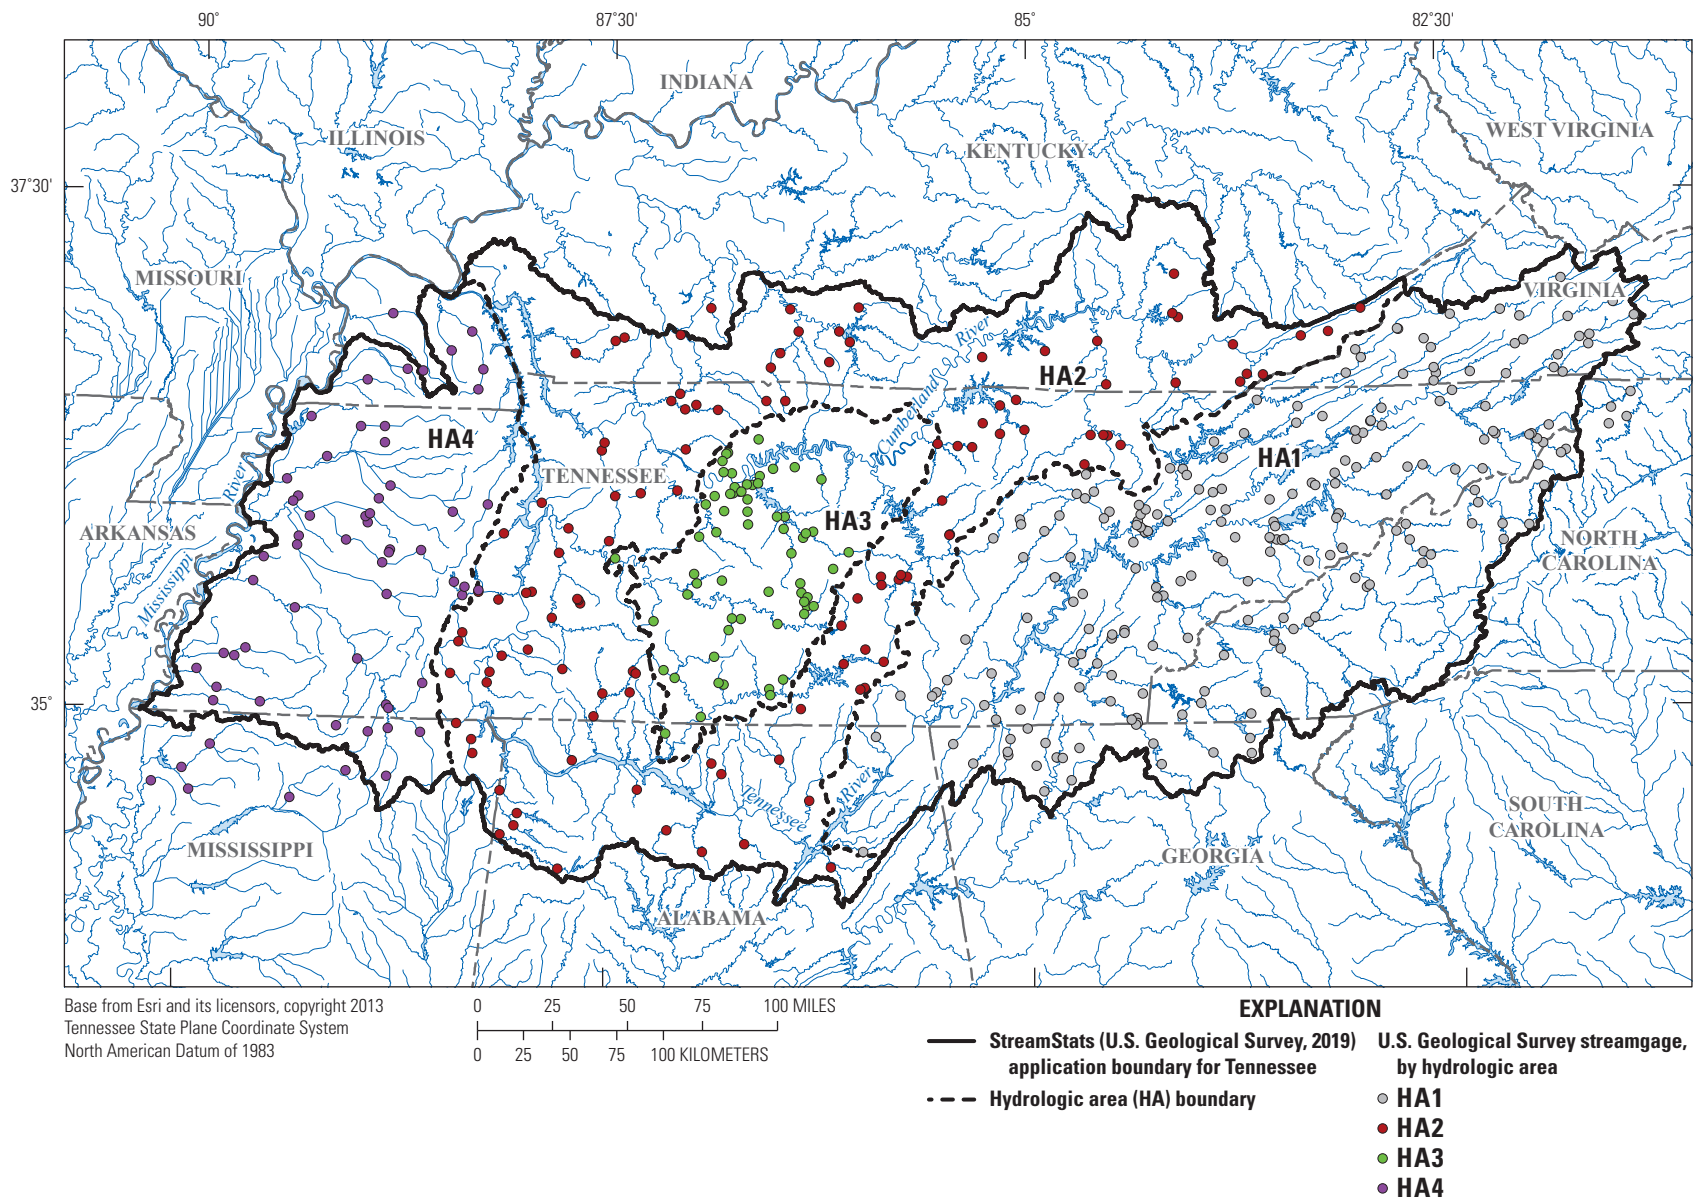 90°
87°30'
85°
82°30'
INDIANA
ILLINOIS
WEST VIRGINIA
KENTUCKY
37°30'
MISSOURI
VIRGINIA
River
HA2
Cumberland
HA4
HA1
TENNESSEE
River
HA3
ARKANSAS
NORTH
CAROLINA
Mississippi
35°
River
Tennessee
SOUTH
CAROLINA
MISSISSIPPI
GEORGIA
ALABAMA
Base from Esri and its licensors, copyright 2013
Tennessee State Plane Coordinate System
North American Datum of 1983
0 25 50 75 100 MILES
0 25 50 75 100 KILOMETERS
EXPLANATION
StreamStats (U.S. Geological Survey, 2019)
application boundary for Tennessee
Hydrologic area (HA) boundary
U.S. Geological Survey streamgage,
by hydrologic area
HA1
HA2
HA3
HA4